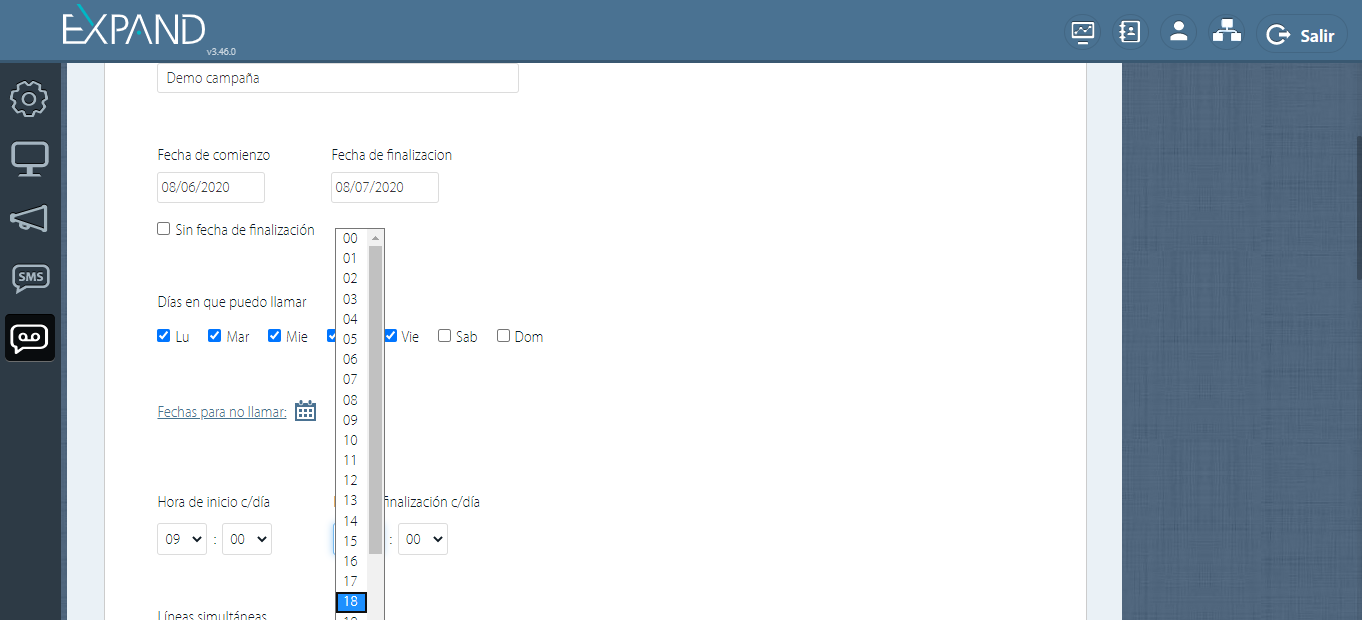 EXPAND
v3.46.0
Salir
Demo campaña
Fecha de comienzo
Fecha de finalizacion
08/06/2020
08/07/2020
Sin fecha de finalización
00
01
02
Días en que puedo llamar
03
04
Lu
Mar
Mie
Vie
Sab
Dom
05
06
07
08
Fechas para no llamar:
09
10
11
12
Hora de inicio c/día
13
finalización c/día
14
09
:
00
15
:
00
16
17
18
Líneas simultáneas
SMS